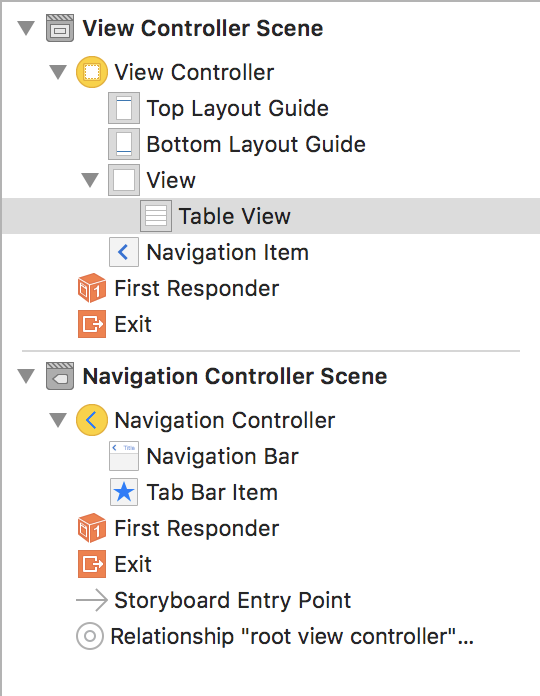 View Controller Scene
View Controller
Top Layout Guide
Bottom Layout Guide
View
Table View
Navigation Item
First Responder
Exit
Navigation Controller Scene
Navigation Controller
Title
Navigation Bar
Tab Bar Item
First Responder
Exit
Storyboard Entry Point
Relationship "root view controller"...